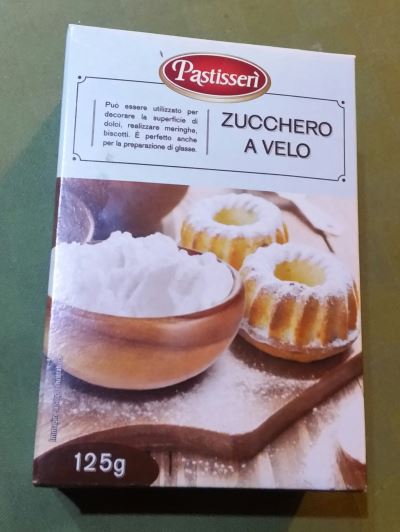 Pastisserì
Può essere utilizzato per
decorare la superficie di
dolci, realizzare meringhe,
biscotti. È perfetto anche
per la preparazione di glasse.
ZUCCHERO
A VELO
125g